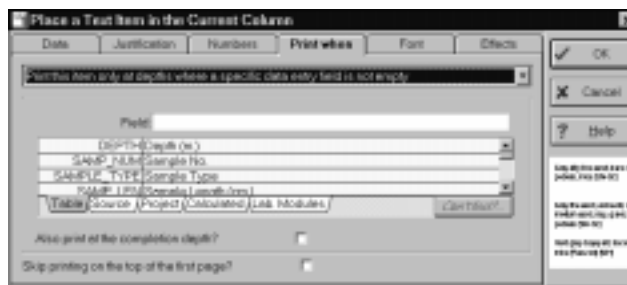 Place a Text Item in the Current Column
Data Justification Numbers Print when Font Effects
Print this item only at depths where a specific data entry field is not empty
OK
Cancel
Help
Field
DEPTH Depth (m.)
SAMP_NUM Sample No.
SAMPLE_TYPE Sample Type
SAMP_LEN Sample Length
Table Source Project Calculated Lab Modules
Also print at the completion depth?
Skip printing on the top of the first page?